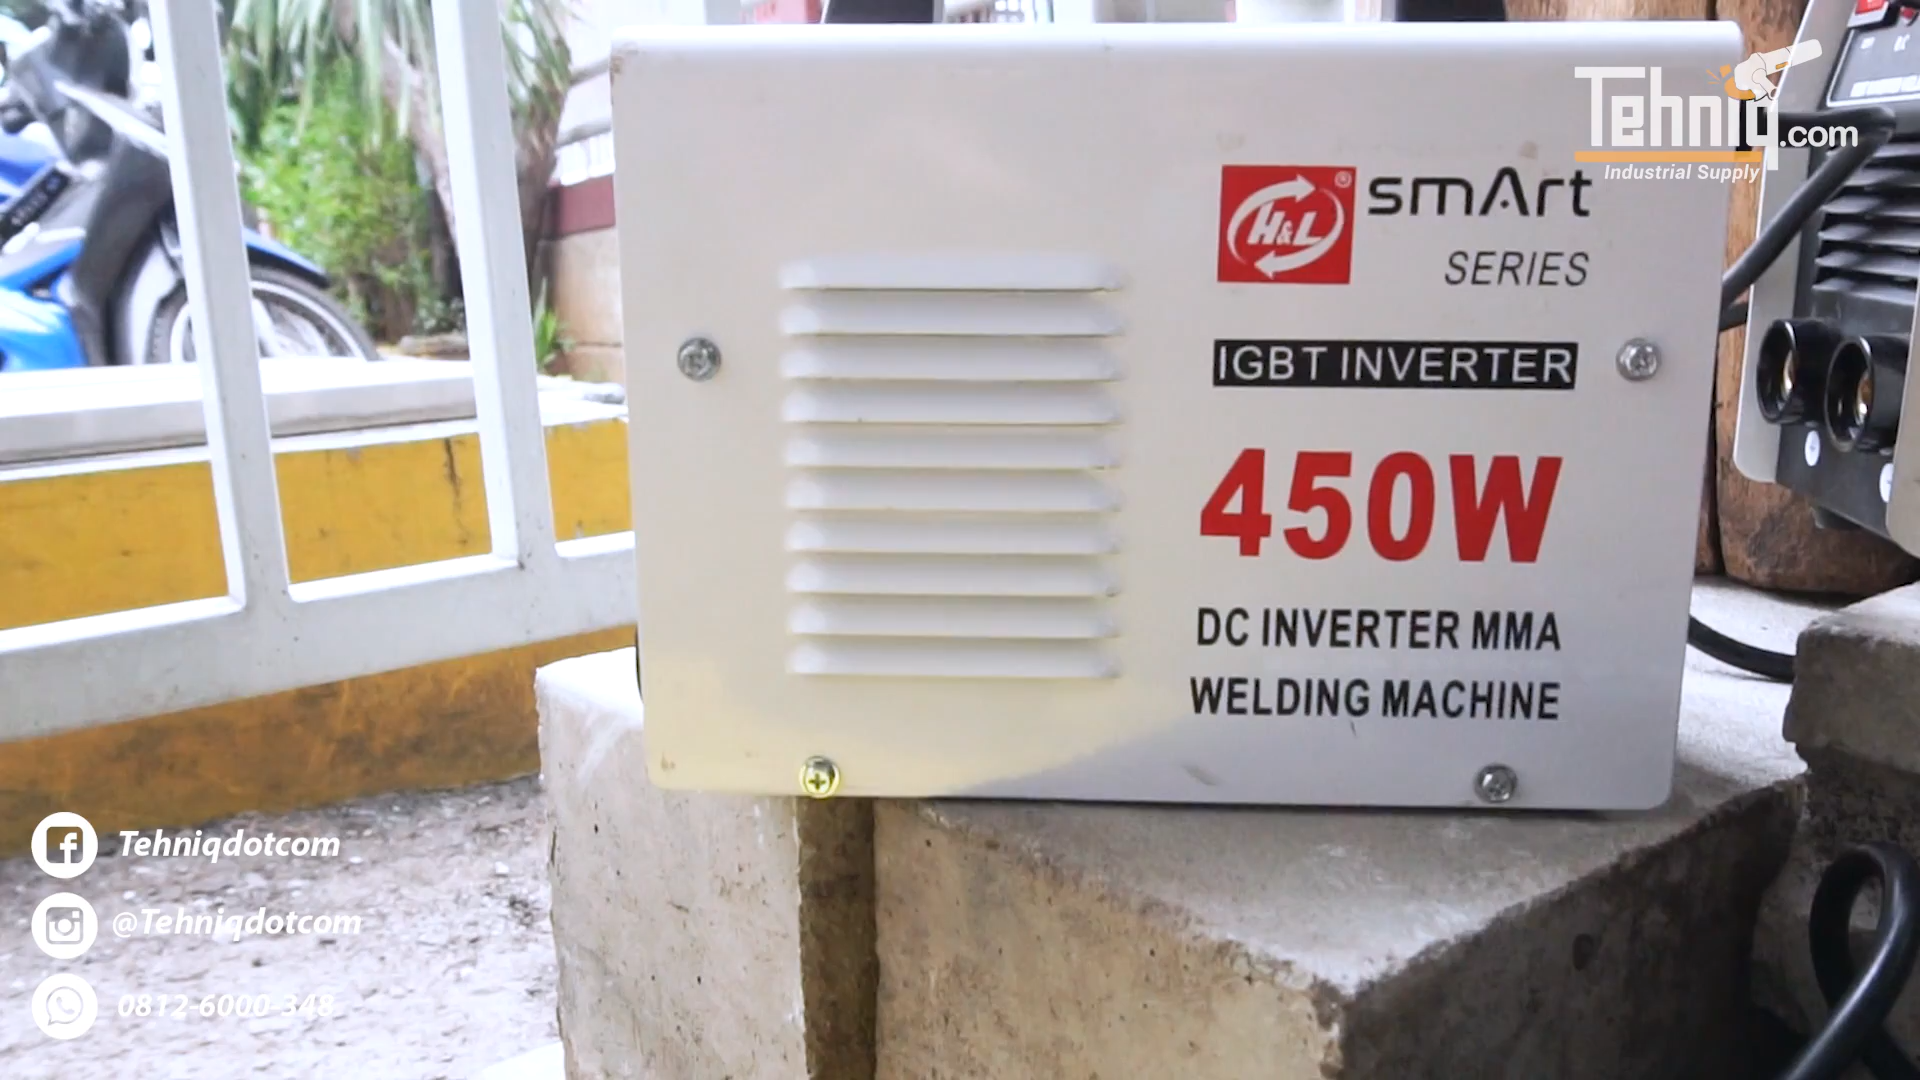 Tehniq.com
Industrial Supply
H&L®
smArt
SERIES
IGBT INVERTER
450W
DC INVERTER MMA
WELDING MACHINE
Tehniqdotcom
@Tehniqdotcom
0812-6000-348